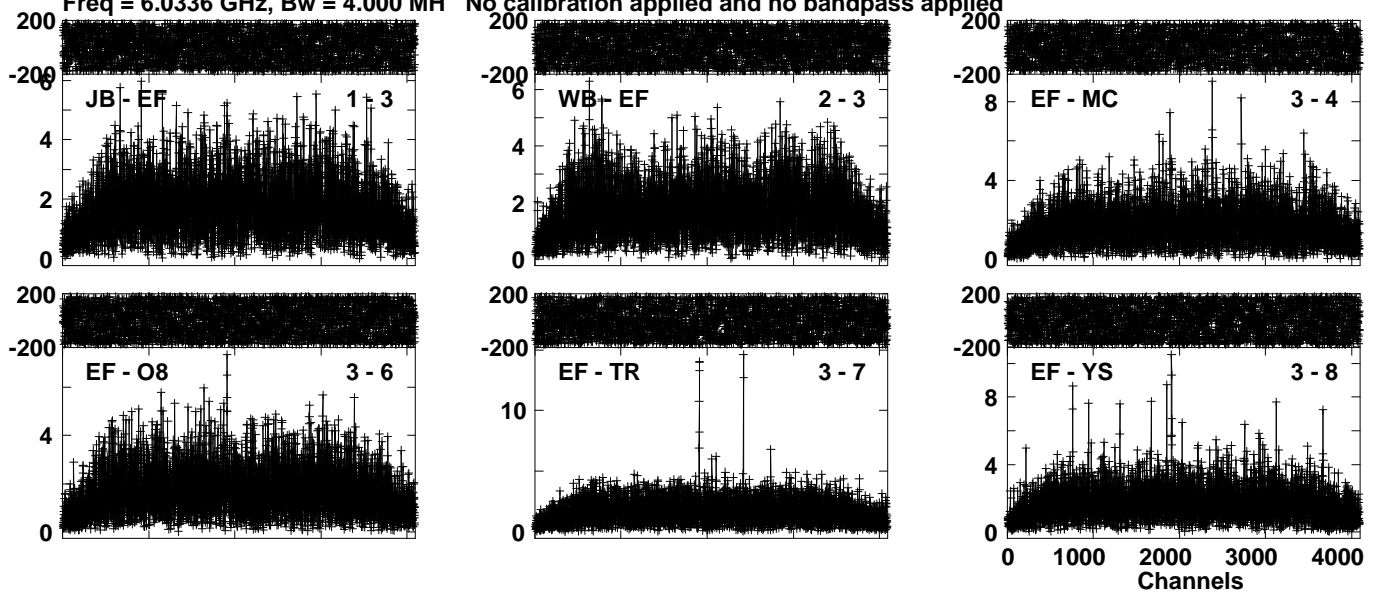 Freq = 6.0336 GHz, Bw = 4.000 MH No calibration applied and no bandpass applied
200 200 200
-200 -200 -200
6 JB - EF 1 - 3 6 WB - EF 2 - 3 8 EF - MC 3 - 4
4 4 4
2 2
0 0 0
200 200 200
-200 -200 -200
EF - O8 3 - 6 EF - TR 3 - 7 EF - YS 3 - 8
4 10 8
4
0 0 0
0 1000 2000 3000 4000
Channels